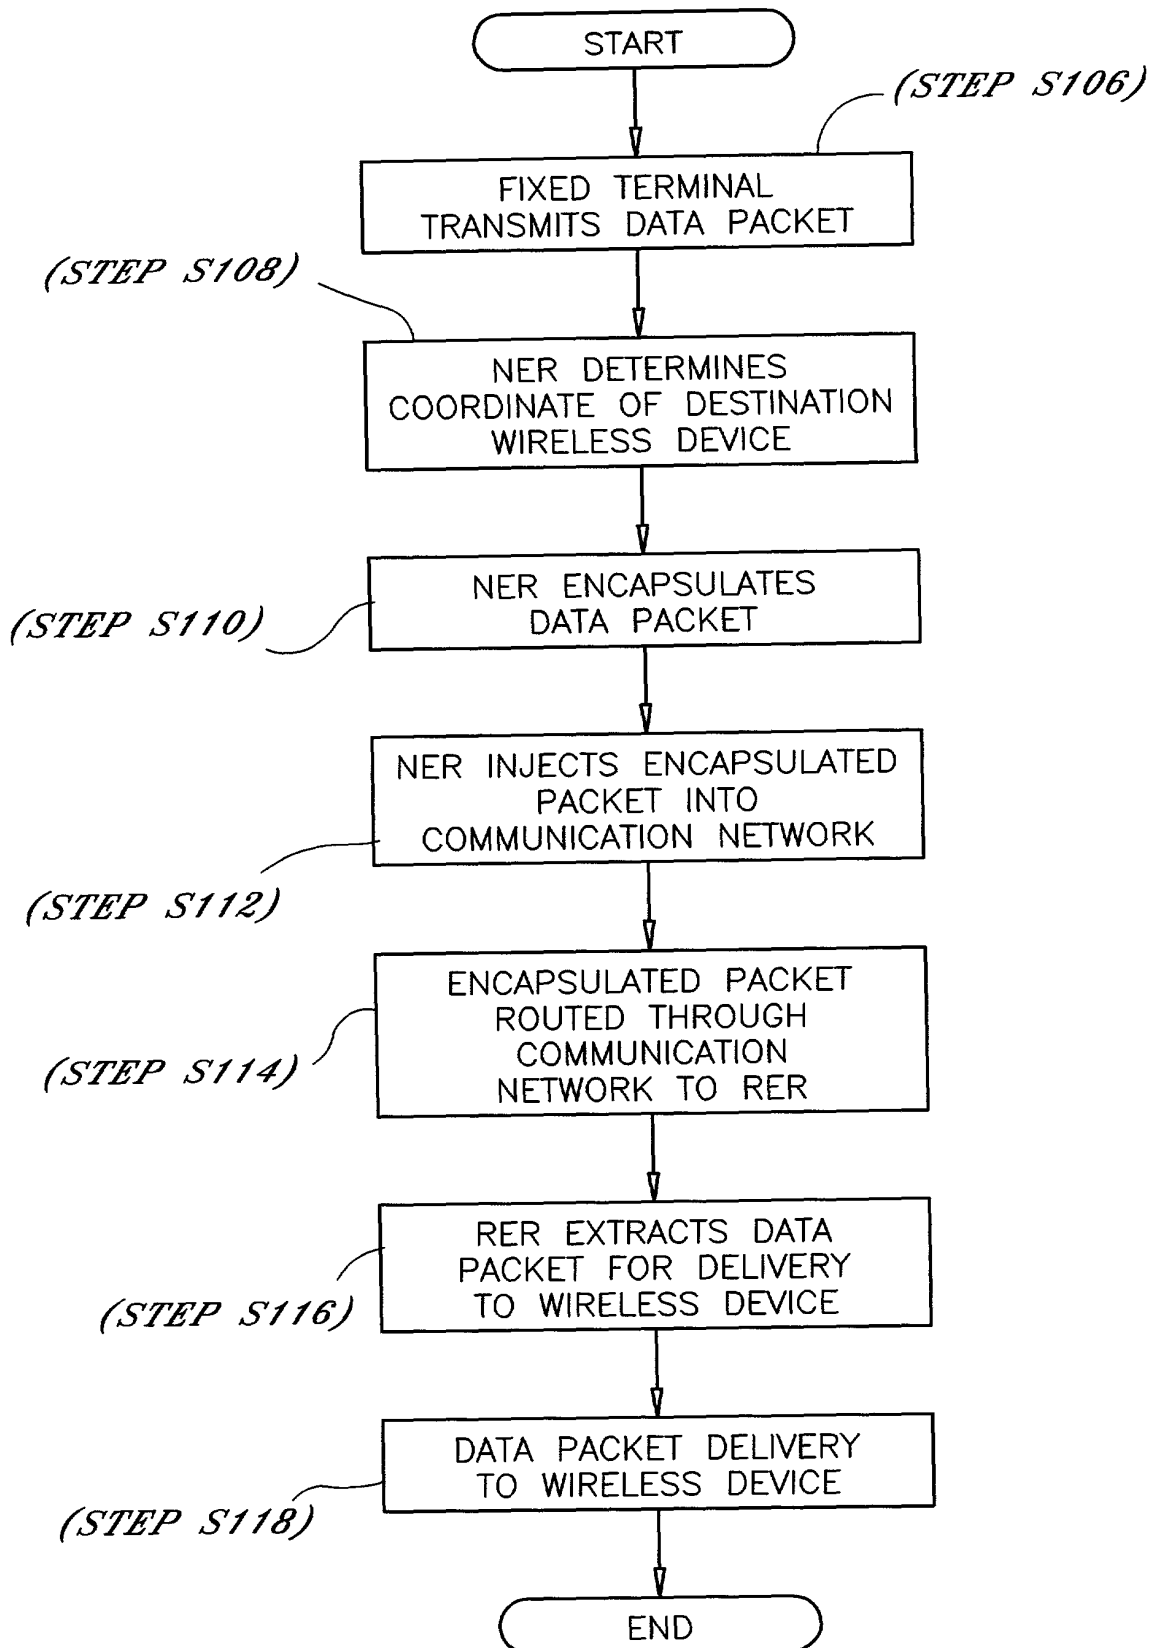 START
(STEP S106)
FIXED TERMINAL
TRANSMITS DATA PACKET
(STEP S108)
NER DETERMINES
COORDINATE OF DESTINATION
WIRELESS DEVICE
NER ENCAPSULATES
DATA PACKET
(STEP S110)
NER INJECTS ENCAPSULATED
PACKET INTO
COMMUNICATION NETWORK
(STEP S112)
ENCAPSULATED PACKET
ROUTED THROUGH
COMMUNICATION
NETWORK TO RER
(STEP S114)
RER EXTRACTS DATA
PACKET FOR DELIVERY
TO WIRELESS DEVICE
(STEP S116)
DATA PACKET DELIVERY
TO WIRELESS DEVICE
(STEP S118)
END